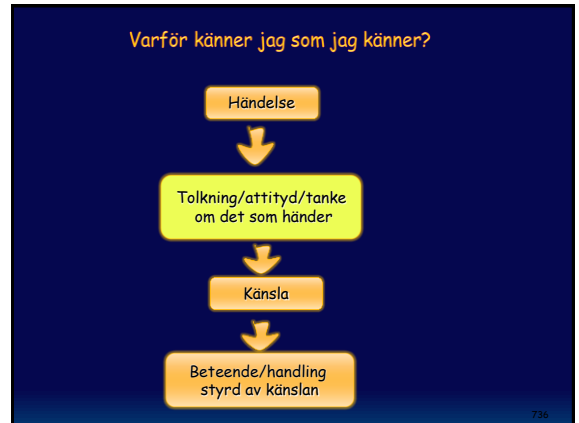 Varför känner jag som jag känner?
Händelse
Tolkning/attityd/tanke
om det som händer
Känsla
Beteende/handling
styrd av känslan
736